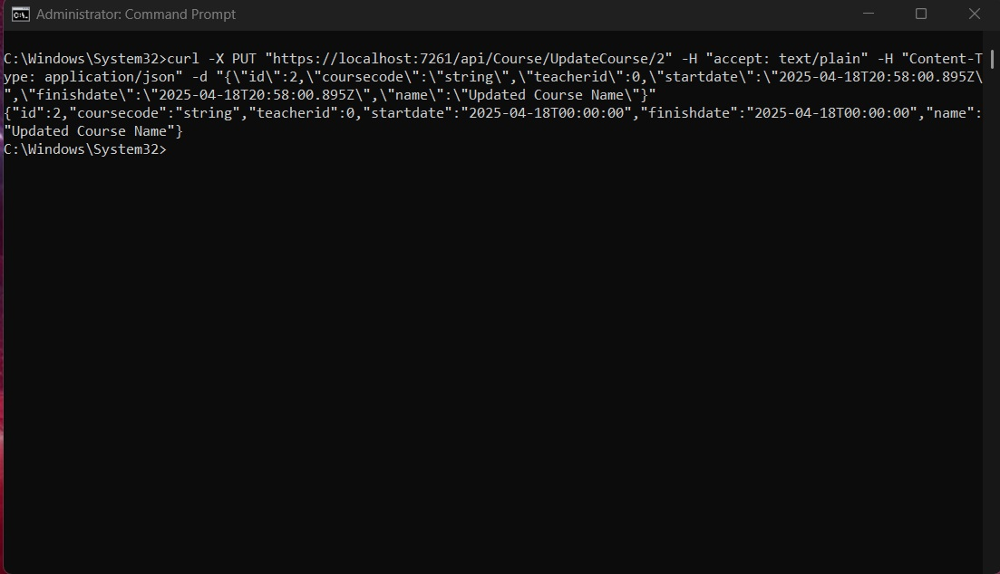 Administrator: Command Prompt
C:\Windows\System32>curl -X PUT "https://localhost:7261/api/Course/UpdateCourse/2" -H "accept: text/plain" -H "Content-T
ype: application/json" -d "{\"id\":2,\"coursecode\":\"string\",\"teacherid\":0,\"startdate\":\"2025-04-18T20:58:00.895Z\
",\"finishdate\":\"2025-04-18T20:58:00.895Z\",\"name\":\"Updated Course Name\"}"
{"id":2,"coursecode":"string","teacherid":0,"startdate":"2025-04-18T00:00:00","finishdate":"2025-04-18T00:00:00","name":
"Updated Course Name"}
C:\Windows\System32>